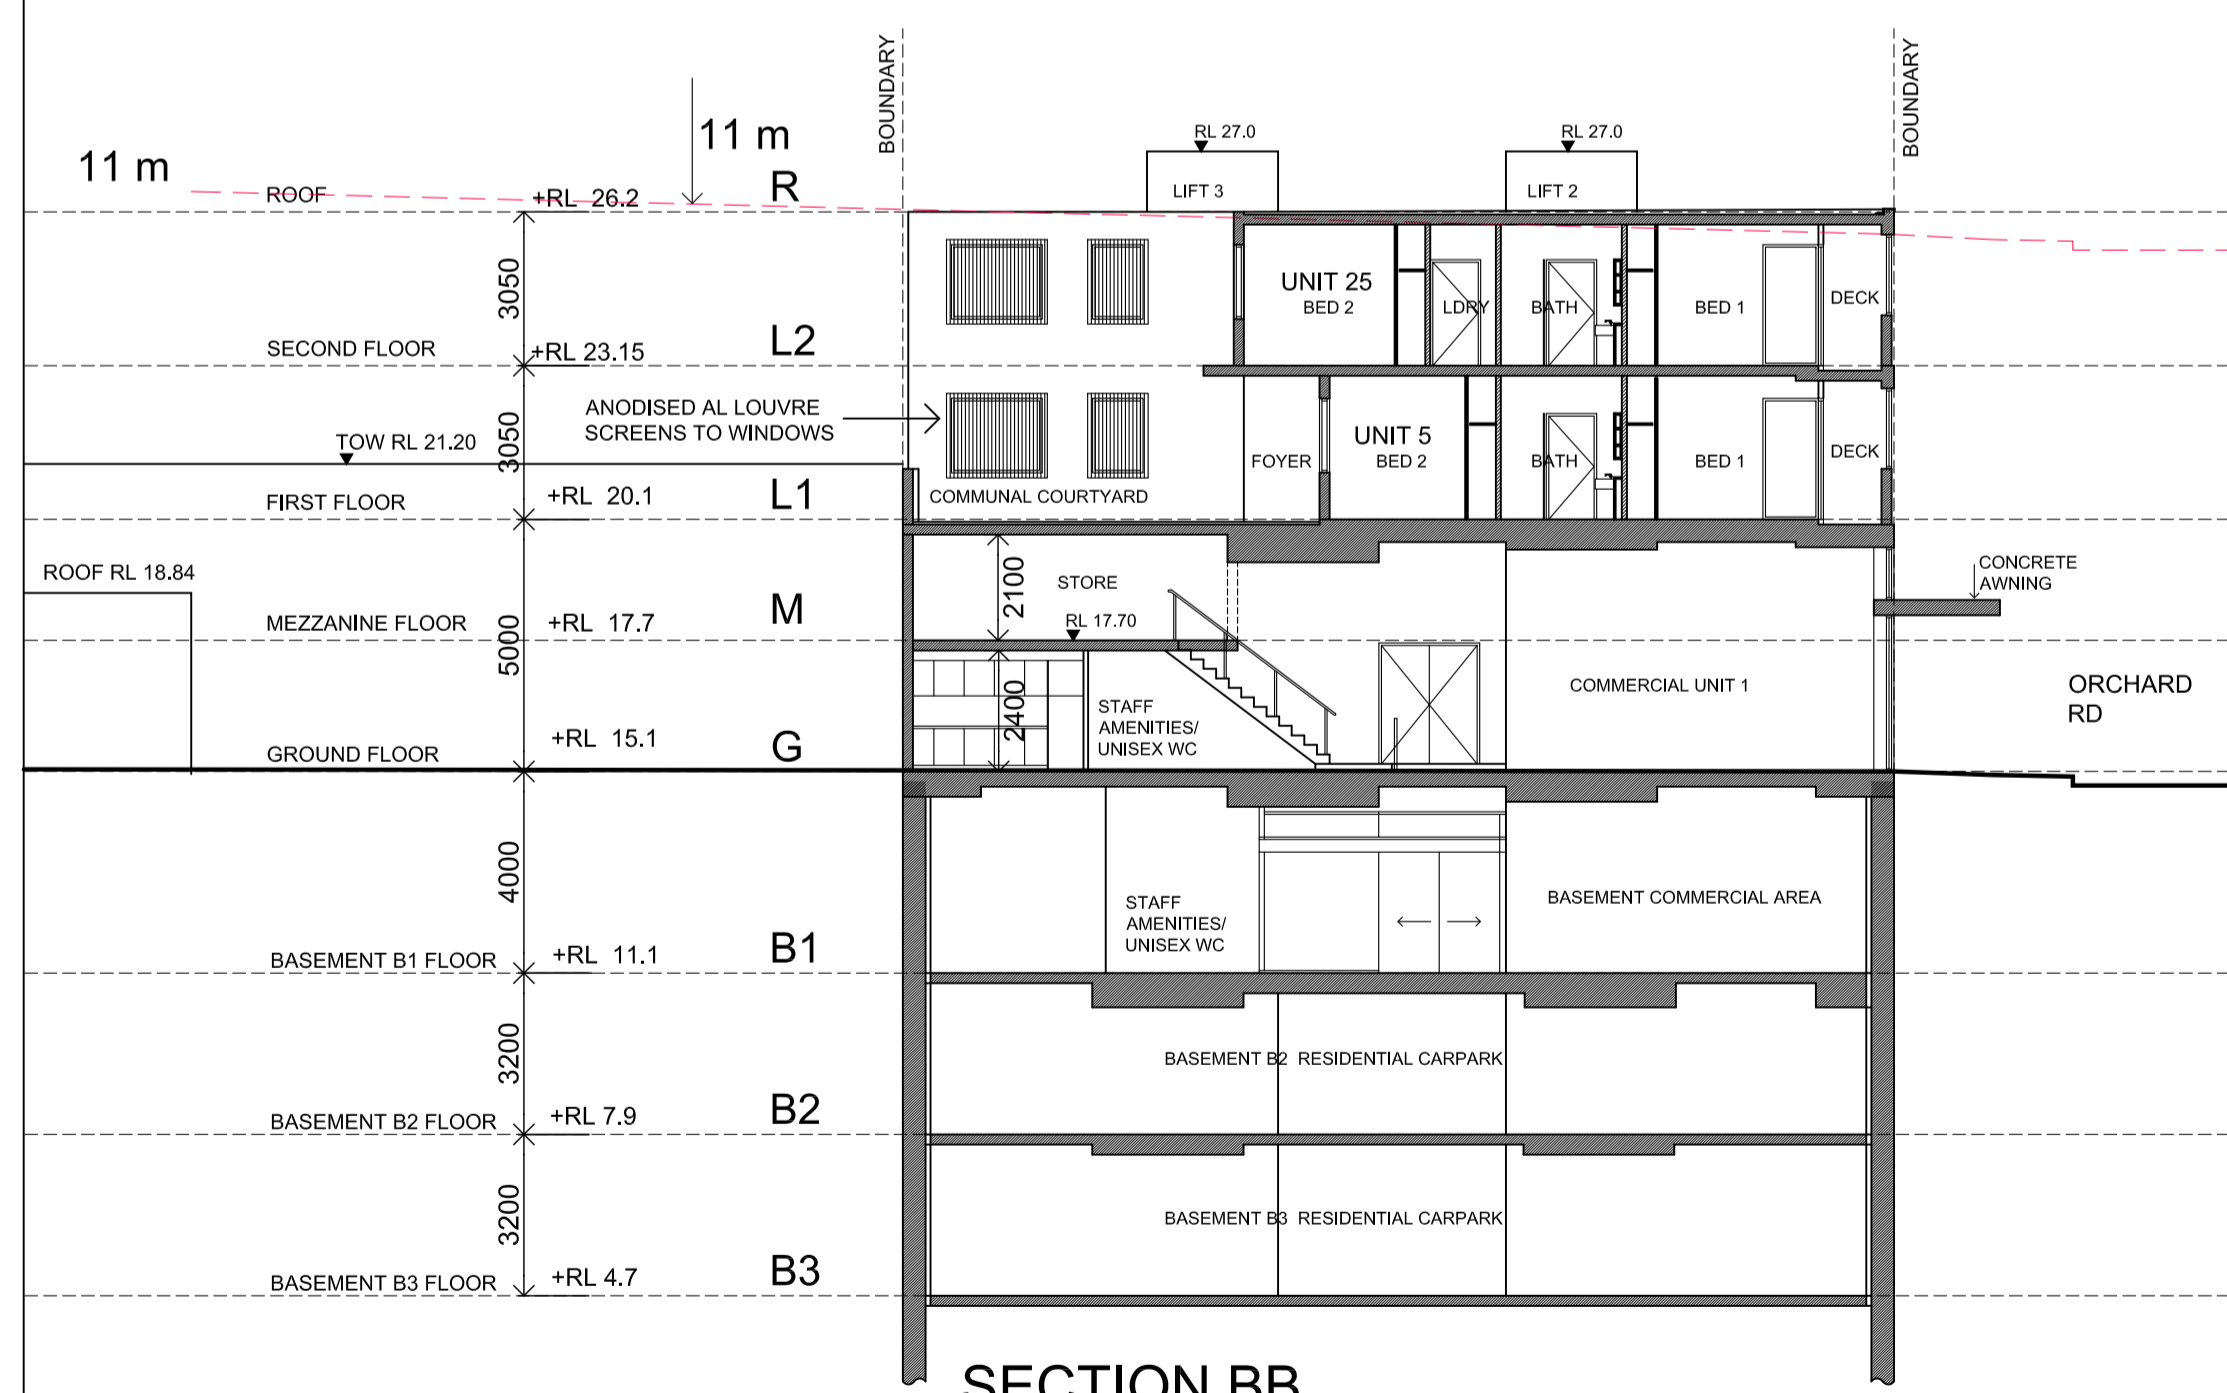 BOUNDARY
BOUNDARY
11 m
11 m
RL 27.0
RL 27.0
ROOF
+RL 26.2
R
LIFT 3
LIFT 2
3050
UNIT 25
BED 2
LDRY
BATH
BED 1
DECK
SECOND FLOOR
+RL 23.15
L2
ANODISED AL LOUVRE
SCREENS TO WINDOWS
TOW RL 21.20
3050
FOYER
UNIT 5
BED 2
BATH
BED 1
DECK
FIRST FLOOR
+RL 20.1
L1
COMMUNAL COURTYARD
ROOF RL 18.84
2100
STORE
RL 17.70
CONCRETE
AWNING
MEZZANINE FLOOR
+RL 17.7
M
5000
2400
STAFF
AMENITIES/
UNISEX WC
COMMERCIAL UNIT 1
ORCHARD
RD
GROUND FLOOR
+RL 15.1
G
4000
STAFF
AMENITIES/
UNISEX WC
BASEMENT COMMERCIAL AREA
BASEMENT B1 FLOOR
+RL 11.1
B1
3200
BASEMENT B2 RESIDENTIAL CARPARK
BASEMENT B2 FLOOR
+RL 7.9
B2
3200
BASEMENT B3 RESIDENTIAL CARPARK
BASEMENT B3 FLOOR
+RL 4.7
B3
SECTION BB